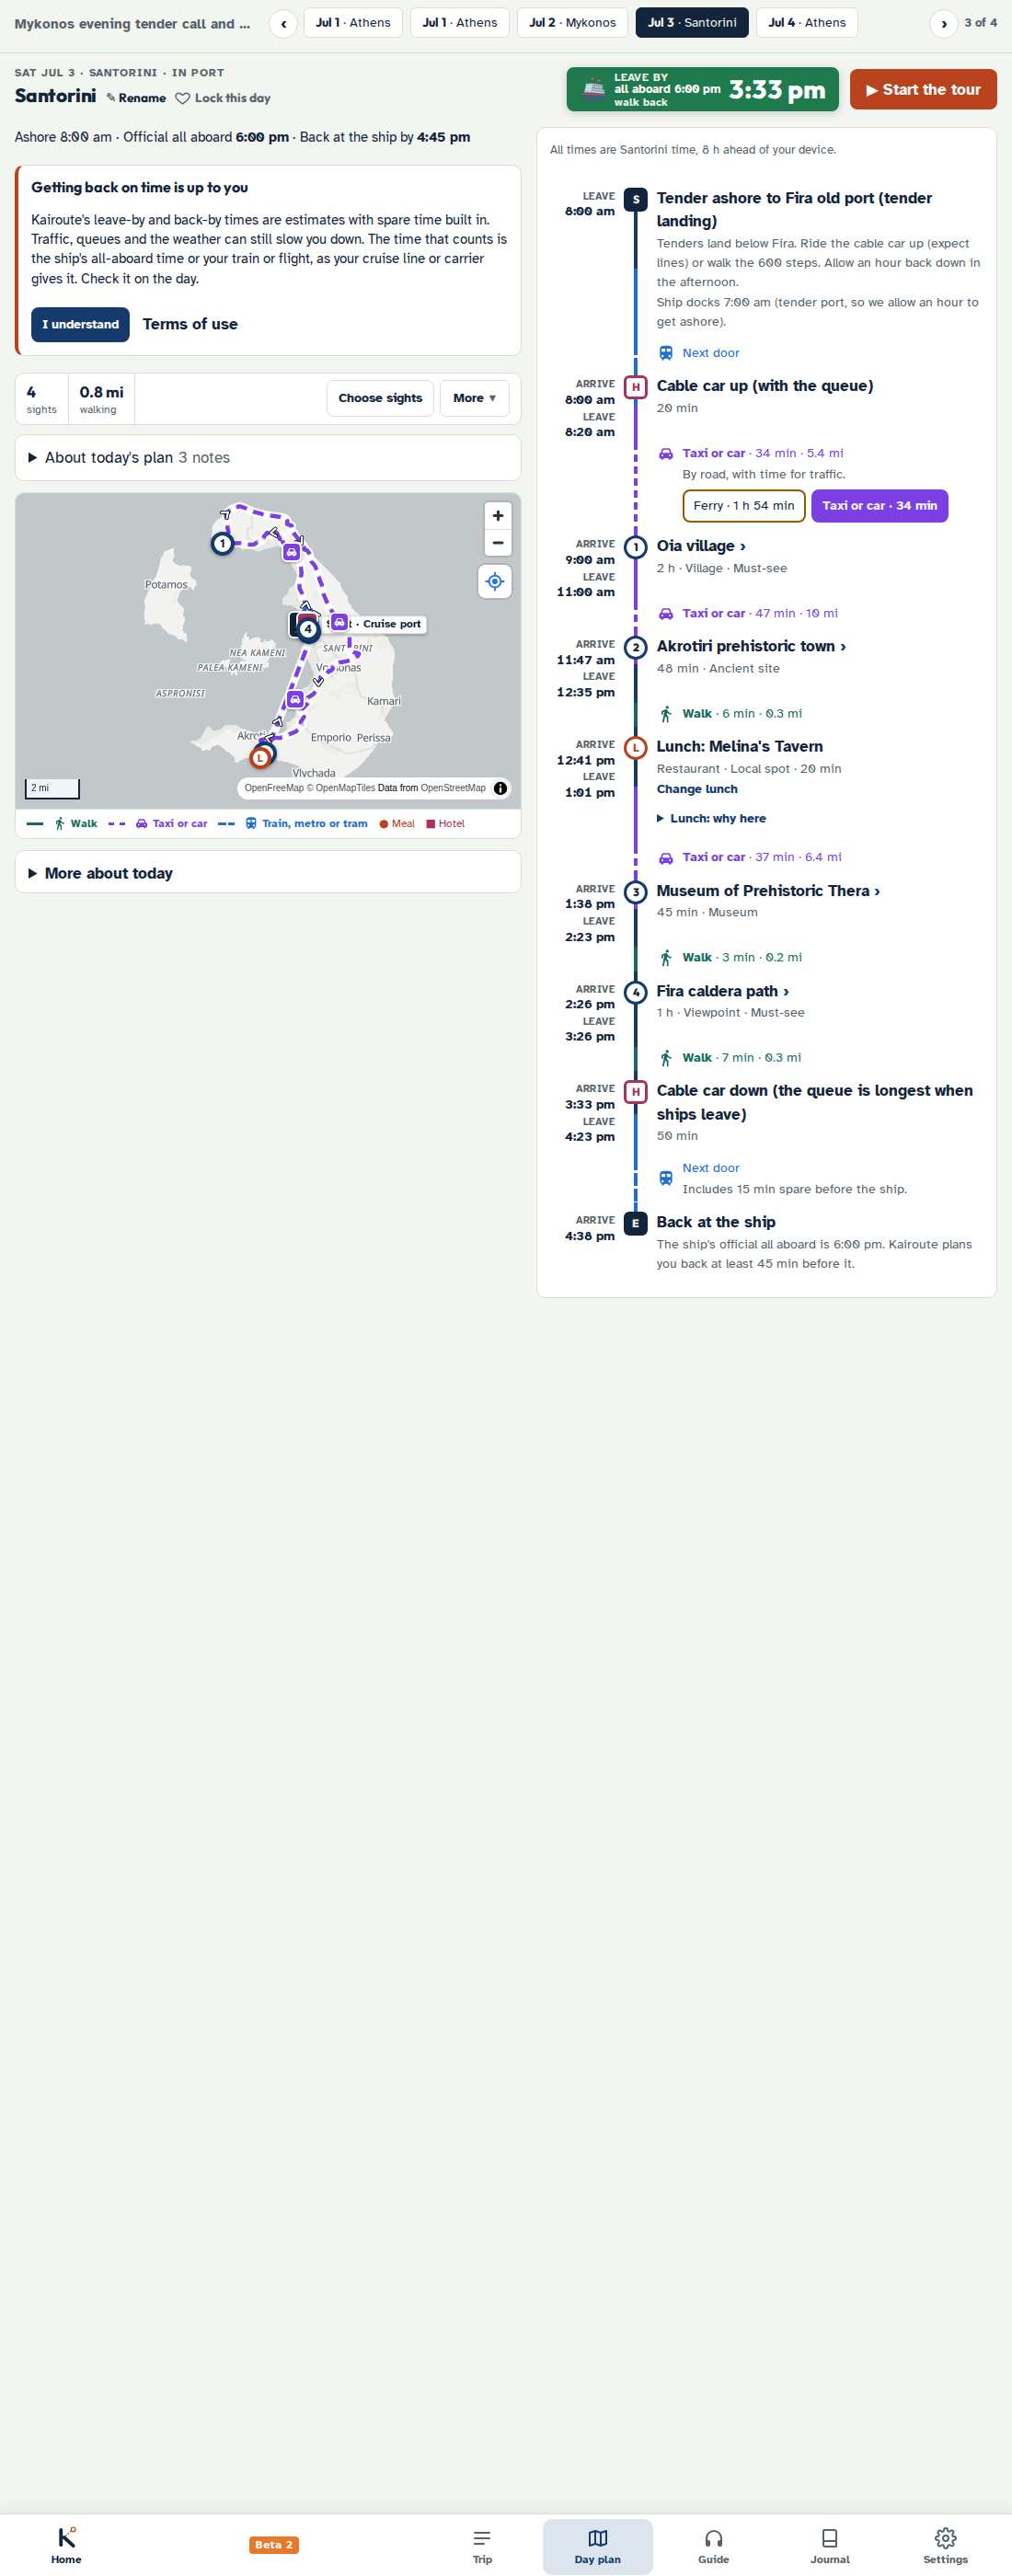 Mykonos evening tender call and ...
‹
Jul 1 · Athens
Jul 1 · Athens
Jul 2 · Mykonos
Jul 3 · Santorini
Jul 4 · Athens
›
3 of 4
SAT JUL 3 · SANTORINI · IN PORT
Santorini
✎ Rename
Lock this day
LEAVE BY
all aboard 6:00 pm
walk back
3:33 pm
▶ Start the tour
Ashore 8:00 am · Official all aboard 6:00 pm · Back at the ship by 4:45 pm
Getting back on time is up to you
Kairoute's leave-by and back-by times are estimates with spare time built in.
Traffic, queues and the weather can still slow you down. The time that counts is
the ship's all-aboard time or your train or flight, as your cruise line or carrier
gives it. Check it on the day.
I understand
Terms of use
4
sights
0.8 mi
walking
Choose sights
More ▼
▶ About today's plan 3 notes
1
Potamos
4
· Cruise port
NEA KAMENI
PALEA KAMENI
ASPRONISI
Kamari
Emporio
Perissa
L
Vlychada
+
−
2 mi
OpenFreeMap © OpenMapTiles Data from OpenStreetMap
Walk
Taxi or car
Train, metro or tram
Meal
Hotel
▶ More about today
All times are Santorini time, 8 h ahead of your device.
LEAVE
8:00 am
S
Tender ashore to Fira old port (tender
landing)
Tenders land below Fira. Ride the cable car up (expect
lines) or walk the 600 steps. Allow an hour back down in
the afternoon.
Ship docks 7:00 am (tender port, so we allow an hour to
get ashore).
Next door
ARRIVE
8:00 am
LEAVE
8:20 am
H
Cable car up (with the queue)
20 min
Taxi or car · 34 min · 5.4 mi
By road, with time for traffic.
Ferry · 1 h 54 min
Taxi or car · 34 min
ARRIVE
9:00 am
LEAVE
11:00 am
1
Oia village ›
2 h · Village · Must-see
Taxi or car · 47 min · 10 mi
ARRIVE
11:47 am
LEAVE
12:35 pm
2
Akrotiri prehistoric town ›
48 min · Ancient site
Walk · 6 min · 0.3 mi
ARRIVE
12:41 pm
LEAVE
1:01 pm
L
Lunch: Melina's Tavern
Restaurant · Local spot · 20 min
Change lunch
▶ Lunch: why here
Taxi or car · 37 min · 6.4 mi
ARRIVE
1:38 pm
LEAVE
2:23 pm
3
Museum of Prehistoric Thera ›
45 min · Museum
Walk · 3 min · 0.2 mi
ARRIVE
2:26 pm
LEAVE
3:26 pm
4
Fira caldera path ›
1 h · Viewpoint · Must-see
Walk · 7 min · 0.3 mi
ARRIVE
3:33 pm
LEAVE
4:23 pm
H
Cable car down (the queue is longest when
ships leave)
50 min
Next door
Includes 15 min spare before the ship.
ARRIVE
4:38 pm
E
Back at the ship
The ship's official all aboard is 6:00 pm. Kairoute plans
you back at least 45 min before it.
Home
Beta 2
Trip
Day plan
Guide
Journal
Settings